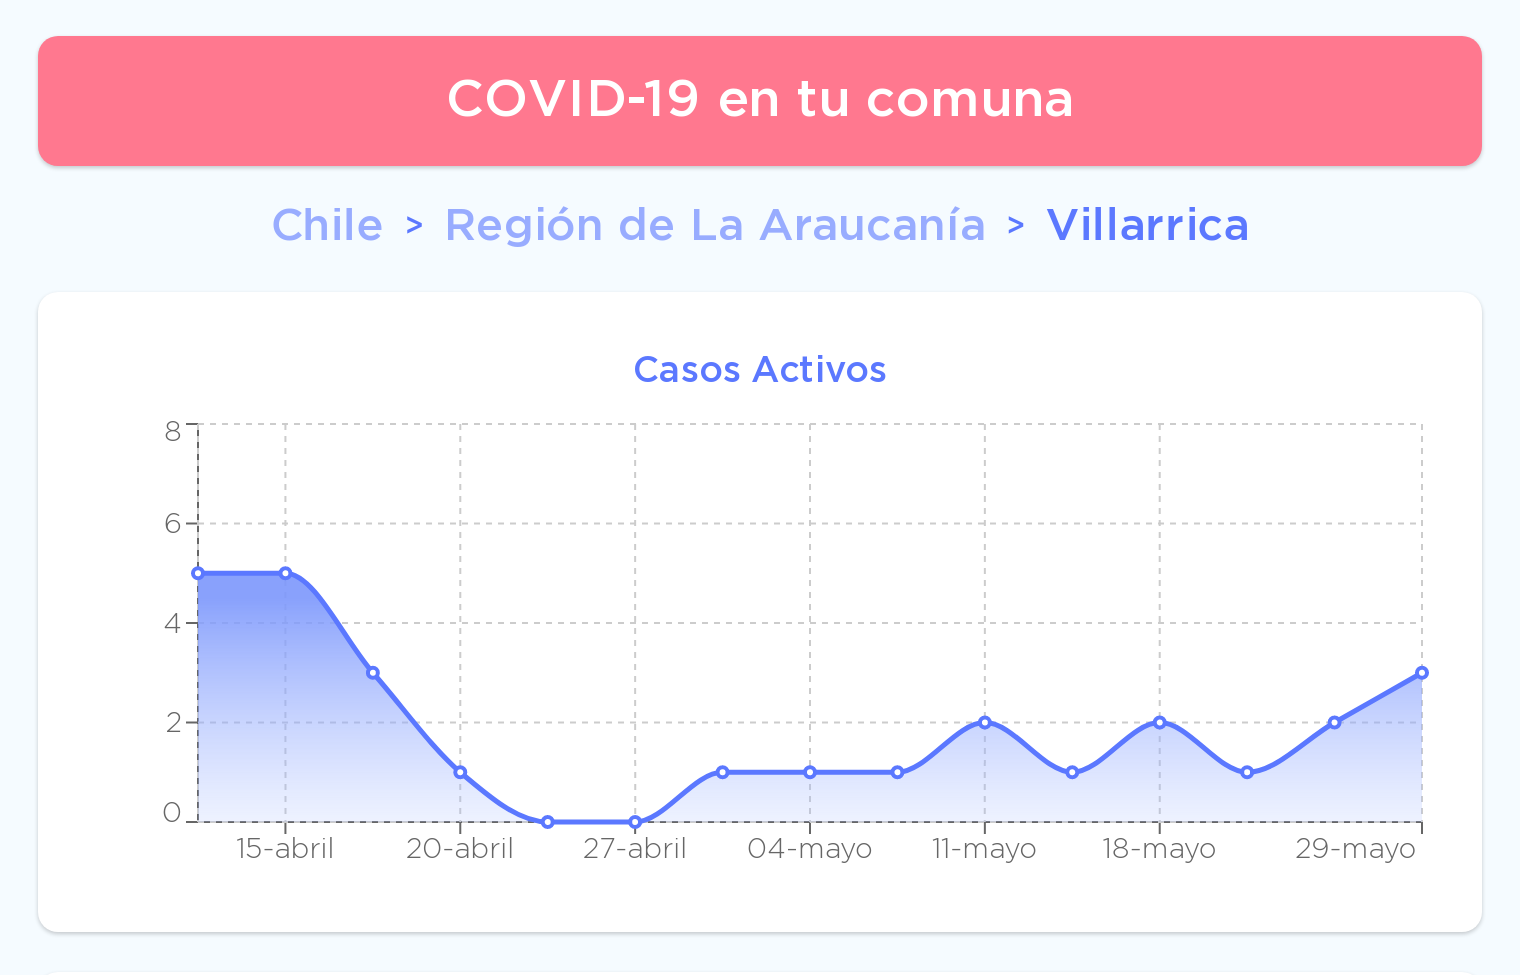 COVID-19 en tu comuna
Chile > Región de La Araucanía > Villarrica
Casos Activos
8
6
4
2
0
15-abril 20-abril 27-abril 04-mayo 11-mayo 18-mayo 29-mayo